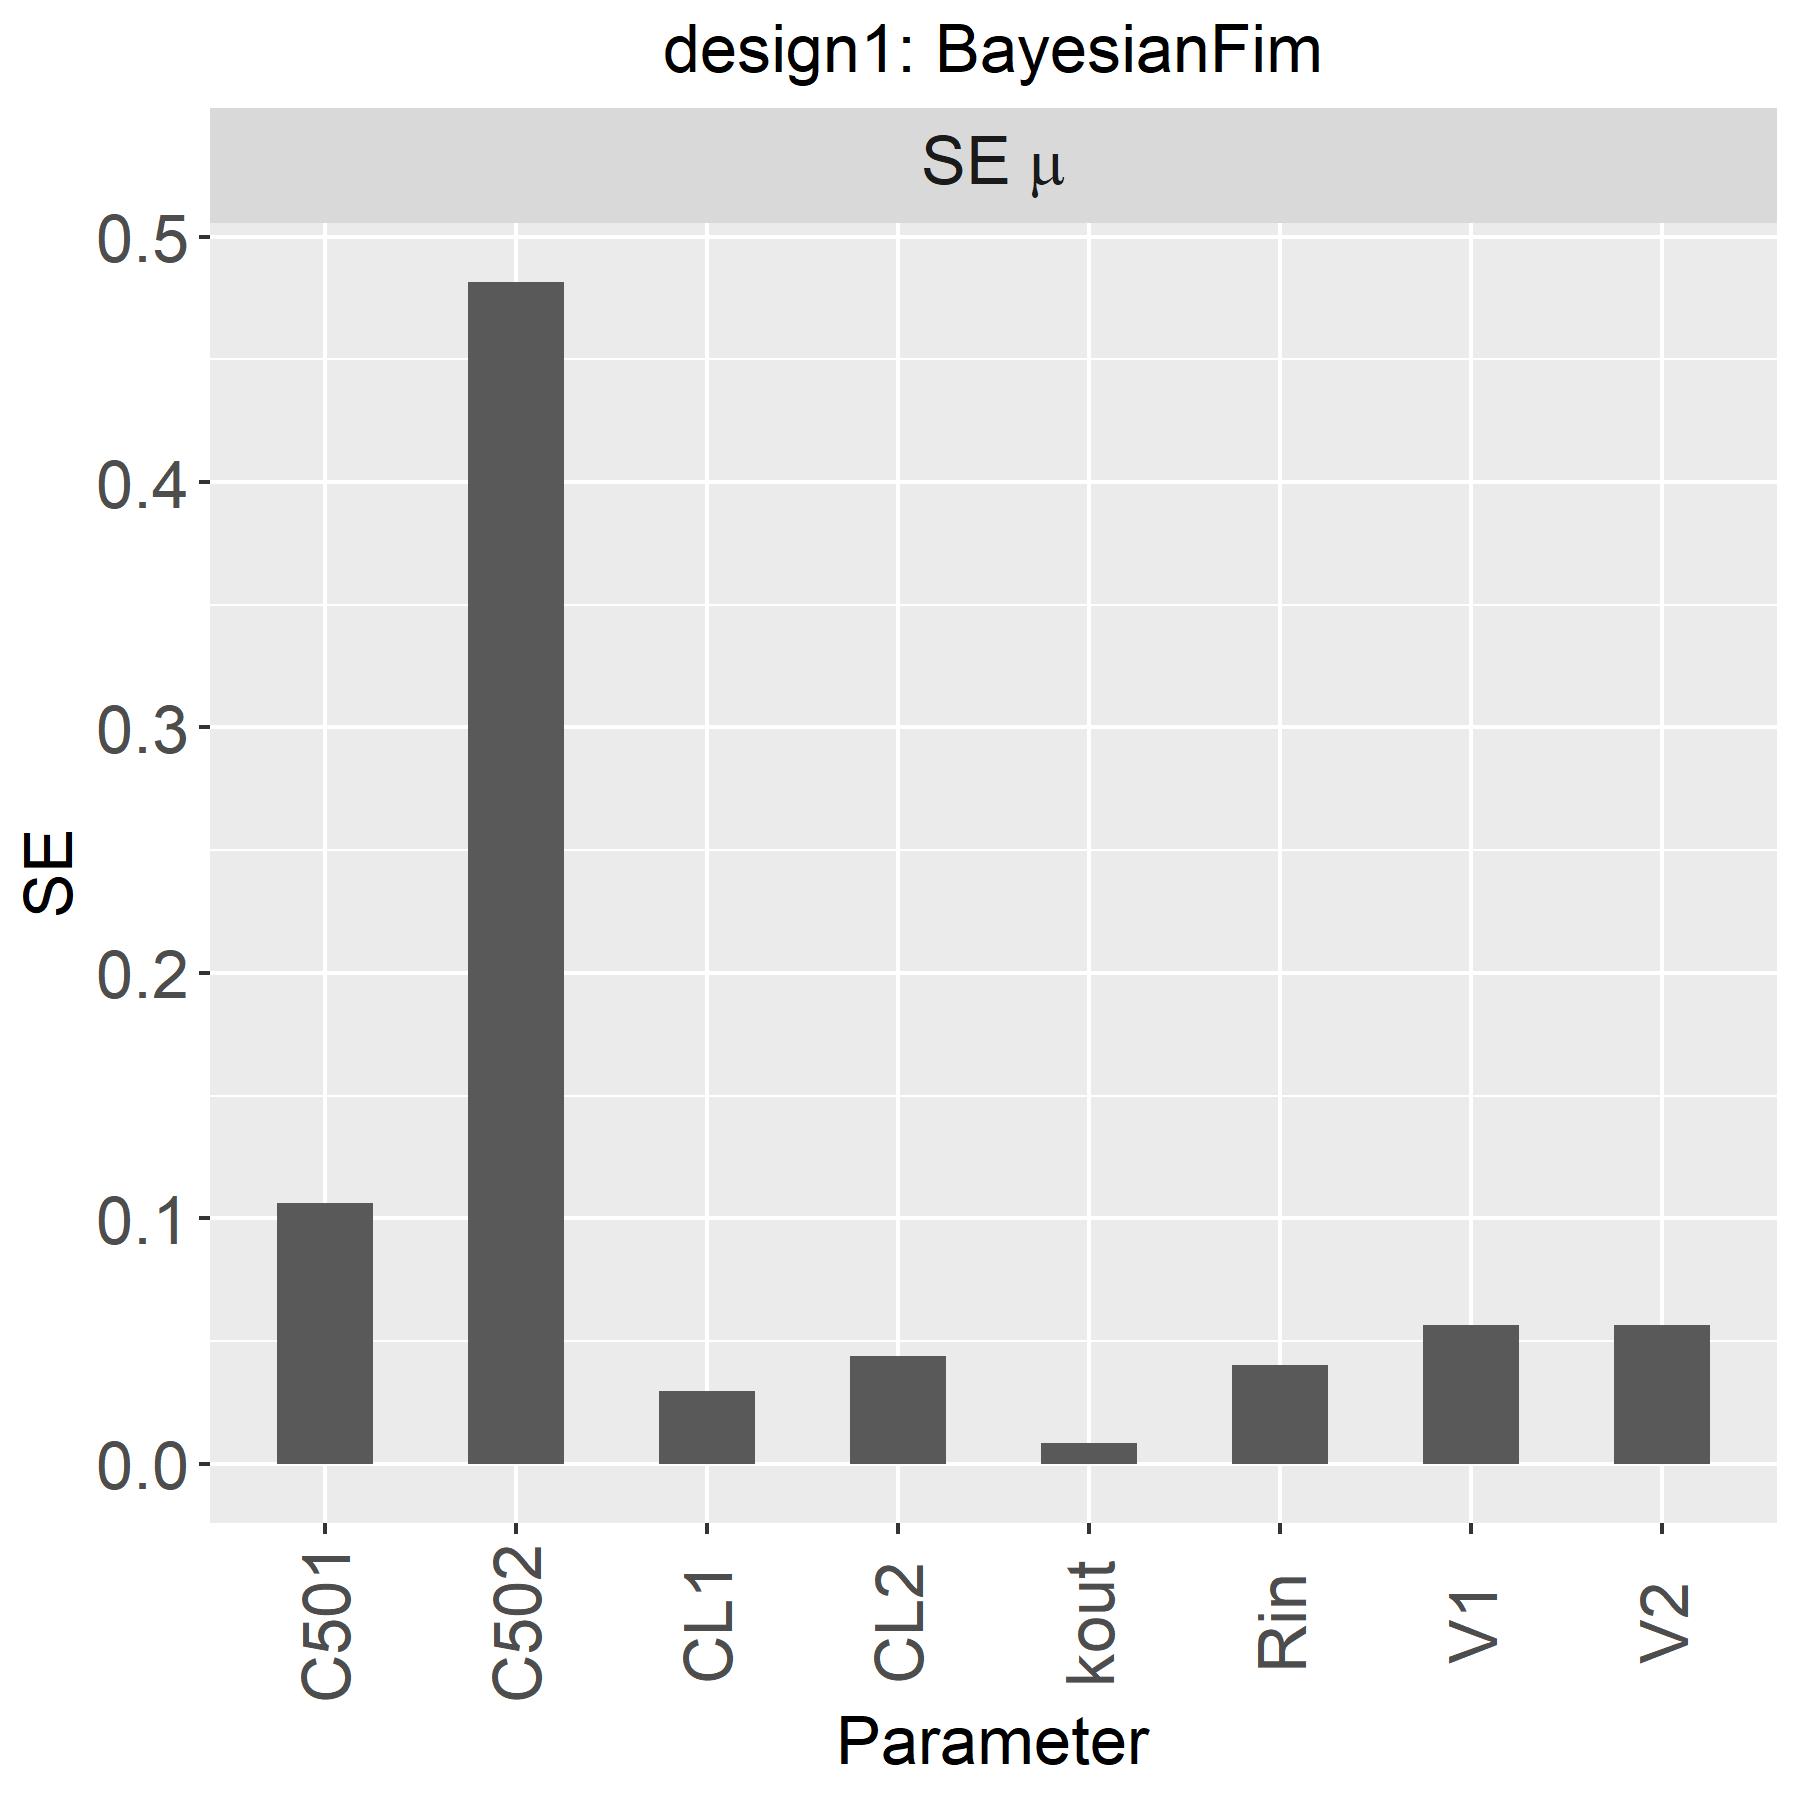 design1: BayesianFim
SE μ
0.5
0.4
0.3
0.2
0.1
0.0
SE
C501
C502
CL1
CL2
kout
Rin
V1
V2
Parameter